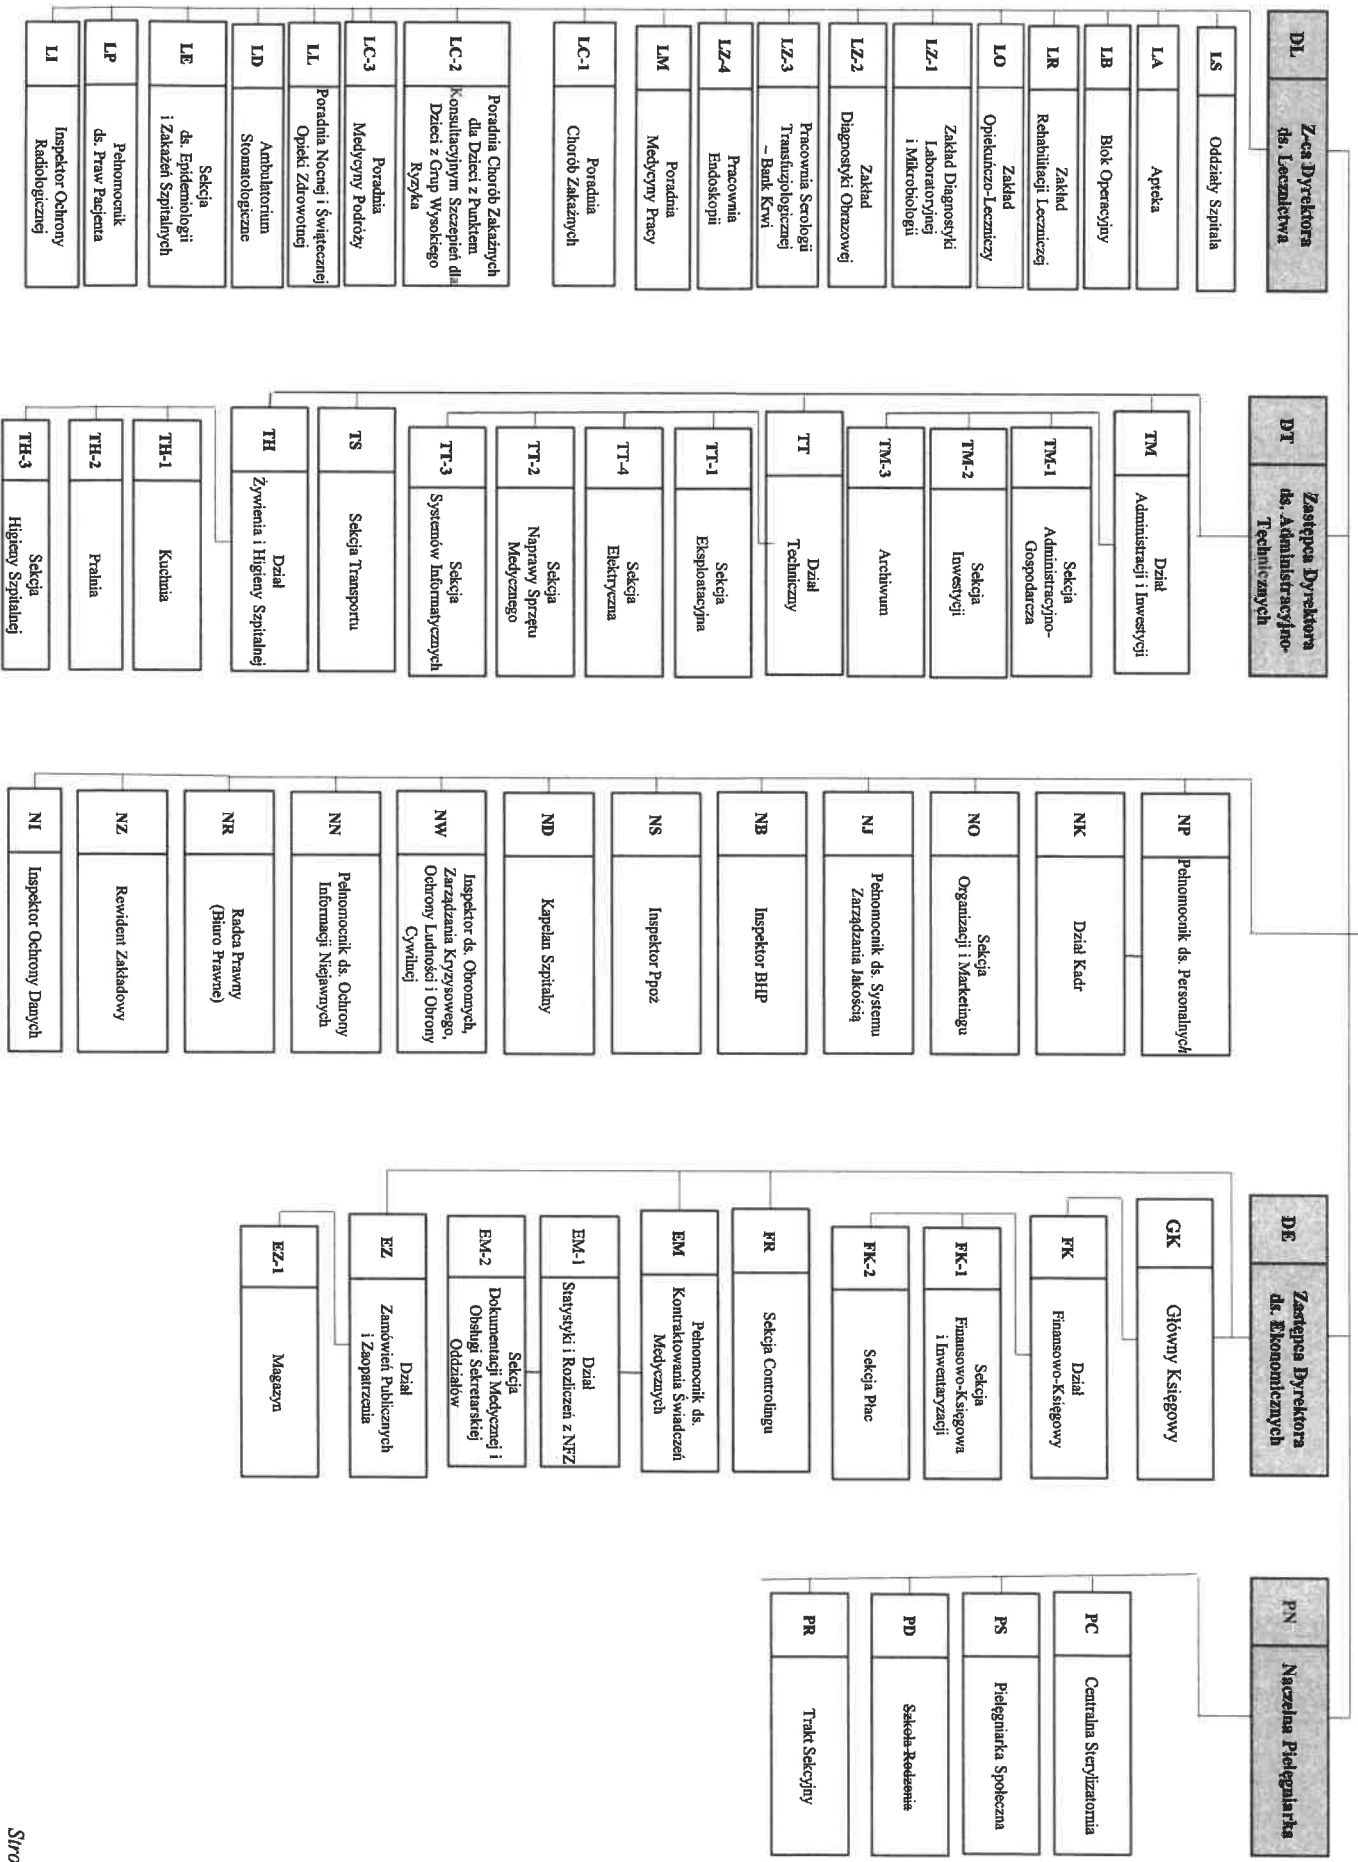 DL
Z-ca Dyrektora
ds. Lecznictwa
LS
Oddziały Szpitala
LA
Apteka
LB
Blok Operacyjny
LR
Zakład
Rehabilitacji Leczniczej
LO
Zakład
Opiekuńczo-Leczniczy
LZ-1
Zakład Diagnostyki
Laboratoryjnej
i Mikrobiologii
LZ-2
Zakład
Diagnostyki Obrazowej
LZ-3
Pracownia Serologii
Transfuzjologicznej
– Bank Krwi
LZ-4
Pracownia
Endoskopii
LM
Poradnia
Medycyny Pracy
LC-1
Poradnia
Chorób Zakaźnych
LC-2
Poradnia Chorób Zakaźnych
dla Dzieci z Punktem
Konsultacyjnym Szczepień dla
Dzieci z Grup Wysokiego
Ryzyka
LC-3
Poradnia
Medycyny Podróży
LL
Poradnia Nocnej i Świątecznej
Opieki Zdrowotnej
LD
Ambulatorium
Stomatologiczne
LE
Sekcja
ds. Epidemiologii
i Zakażeń Szpitalnych
LP
Pełnomocnik
ds. Praw Pacjenta
LI
Inspektor Ochrony
Radiologicznej
DT
Zastępca Dyrektora
ds. Administracyjno-
Technicznych
TM
Dział
Administracji i Inwestycji
TM-1
Sekcja
Administracyjno-
Gospodarcza
TM-2
Sekcja
Inwestycji
TM-3
Archiwum
TT
Dział
Techniczny
TT-1
Sekcja
Eksploatacyjna
TT-4
Sekcja
Elektryczna
TT-2
Sekcja
Naprawy Sprzętu
Medycznego
TT-3
Sekcja
Systemów Informatycznych
TS
Sekcja Transportu
TH
Dział
Żywienia i Higieny Szpitalnej
TH-1
Kuchnia
TH-2
Pralnia
TH-3
Sekcja
Higieny Szpitalnej
NP
Pełnomocnik ds. Personalnych
NK
Dział Kadr
NO
Sekcja
Organizacji i Marketingu
NJ
Pełnomocnik ds. Systemu
Zarządzania Jakością
NB
Inspektor BHP
NS
Inspektor Ppoż
ND
Kapelan Szpitalny
NW
Inspektor ds. Obronnych,
Zarządzania Kryzysowego,
Ochrony Ludności i Obrony
Cywilnej
NN
Pełnomocnik ds. Ochrony
Informacji Niejawnych
NR
Radca Prawny
(Biuro Prawne)
NZ
Rewident Zakładowy
NI
Inspektor Ochrony Danych
DE
Zastępca Dyrektora
ds. Ekonomicznych
GK
Główny Księgowy
FK
Dział
Finansowo-Księgowy
FK-1
Sekcja
Finansowo-Księgowa
i Inwentaryzacji
FK-2
Sekcja Płac
FR
Sekcja Controlingu
EM
Pełnomocnik ds.
Kontraktowania Świadczeń
Medycznych
EM-1
Dział
Statystyki i Rozliczeń z NFZ
EM-2
Sekcja
Dokumentacji Medycznej i
Obsługi Sekretarskiej
Oddziałów
EZ
Dział
Zamówień Publicznych
i Zaopatrzenia
EZ-1
Magazyn
PN
Naczelna Pielęgniarka
PC
Centralna Sterylizatornia
PS
Pielęgniarka Społeczna
PD
Szkoła Rodzenia
PR
Trakt Sekcyjny